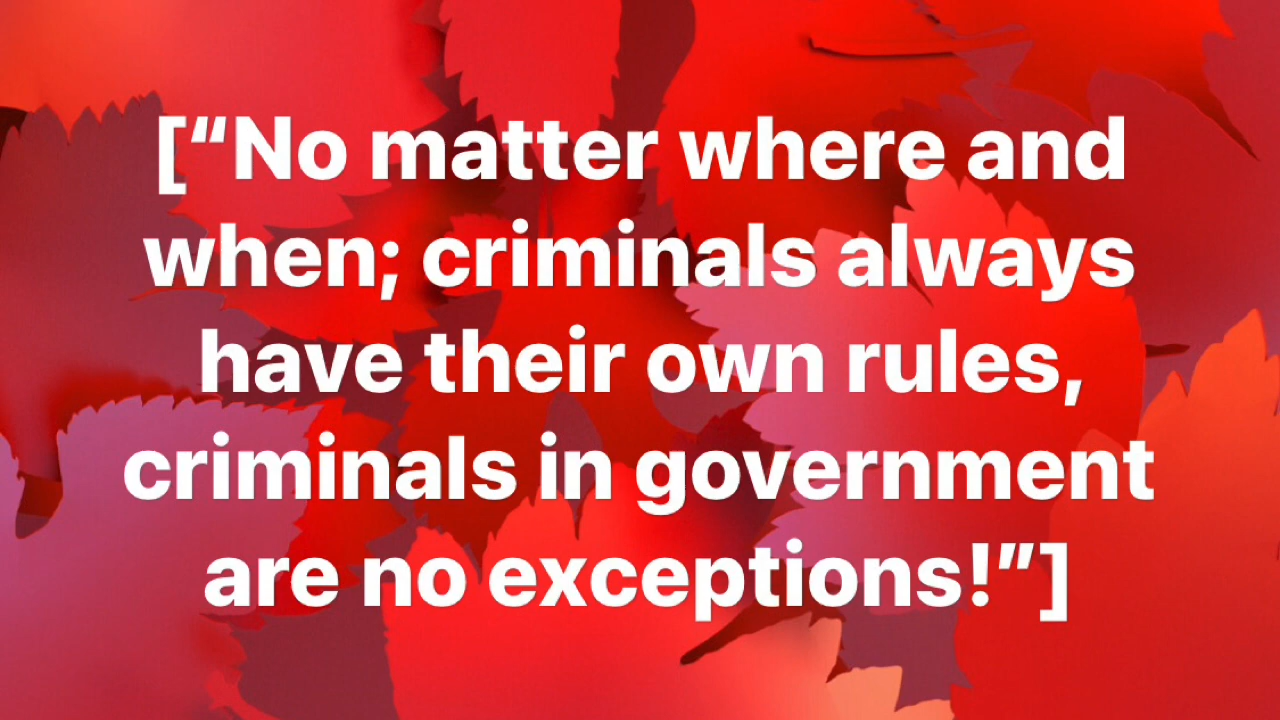 [“No matter where and
when; criminals always
have their own rules,
criminals in government
are no exceptions!”]